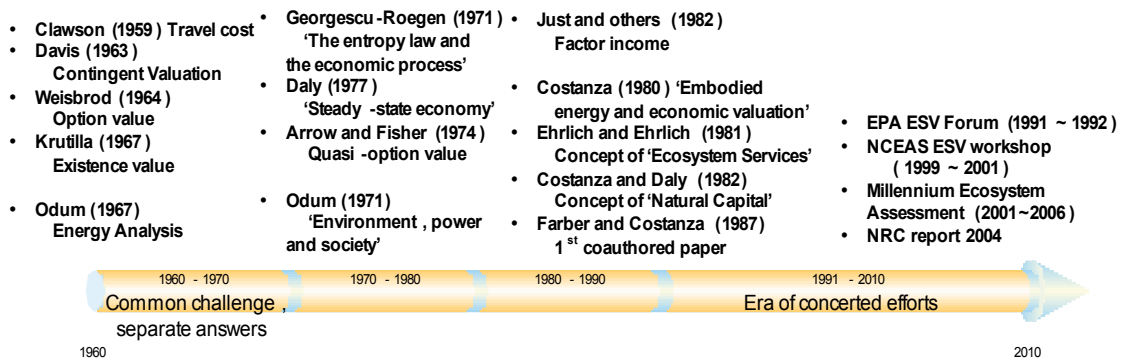 • Clawson (1959) Travel cost
• Davis (1963)
Contingent Valuation
• Weisbrod (1964)
Option value
• Krutilla (1967)
Existence value
• Odum (1967)
Energy Analysis
• Georgescu-Roegen (1971)
'The entropy law and
the economic process'
• Daly (1977)
'Steady -state economy'
• Arrow and Fisher (1974)
Quasi -option value
• Odum (1971)
'Environment , power
and society'
• Just and others (1982)
Factor income
• Costanza (1980) 'Embodied
energy and economic valuation'
• Ehrlich and Ehrlich (1981)
Concept of 'Ecosystem Services'
• Costanza and Daly (1982)
Concept of 'Natural Capital'
• Farber and Costanza (1987)
1st coauthored paper
• EPA ESV Forum (1991 ~ 1992)
• NCEAS ESV workshop
( 1999 ~ 2001)
• Millennium Ecosystem
Assessment (2001~2006)
• NRC report 2004
1960 - 1970
1970 - 1980
1980 - 1990
1991 - 2010
Common challenge ,
separate answers
Era of concerted efforts
1960
2010